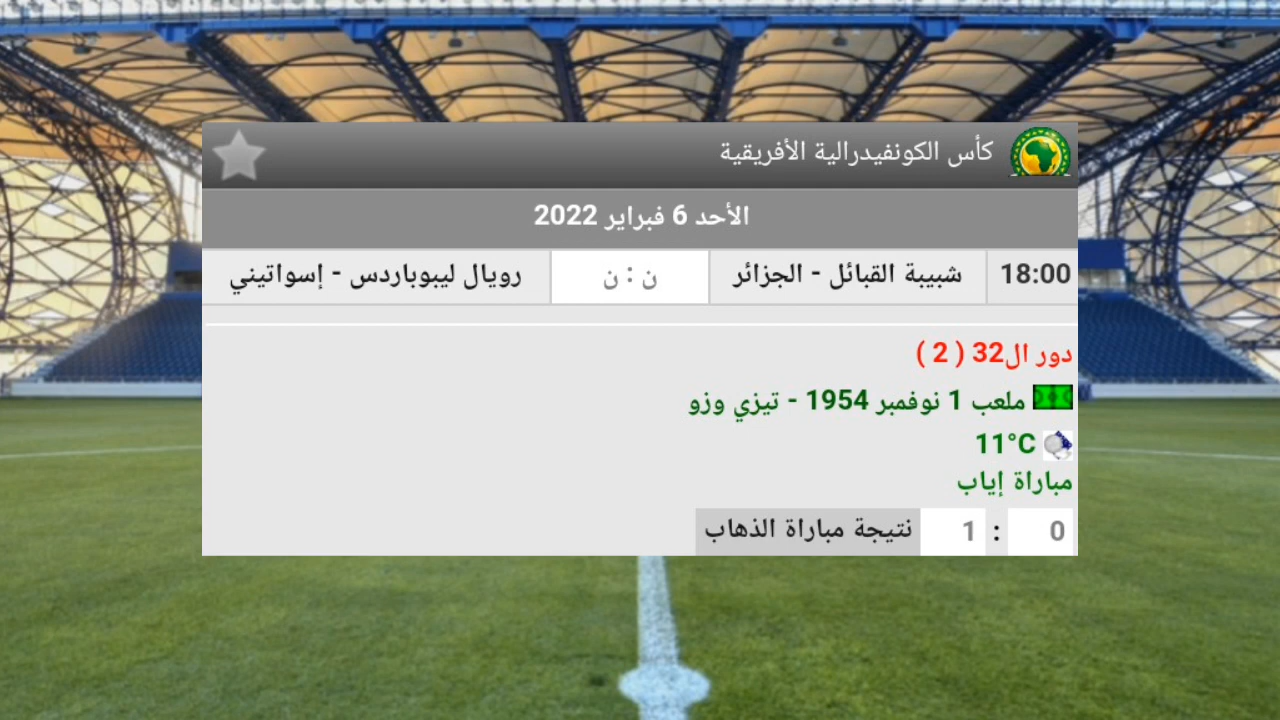 كأس الكونفيدرالية الأفريقية
الأحد 6 فبراير 2022
18:00 شبيبة القبائل - الجزائر ن : ن رويال ليبوباردس - إسواتيني
دور ال32 ( 2 )
ملعب 1 نوفمبر 1954 - تيزي وزو
11°C
مباراة إياب
0 : 1 نتيجة مباراة الذهاب